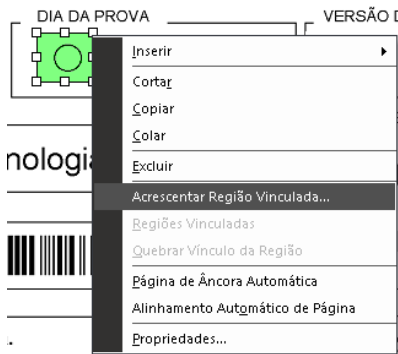 DIA DA PROVA
VERSÃO D
Inserir
Cortar
Copiar
Colar
nologi
Excluir
Acrescentar Região Vinculada...
Regiões Vinculadas
Quebrar Vínculo da Região
Página de Âncora Automática
Alinhamento Automático de Página
Propriedades...